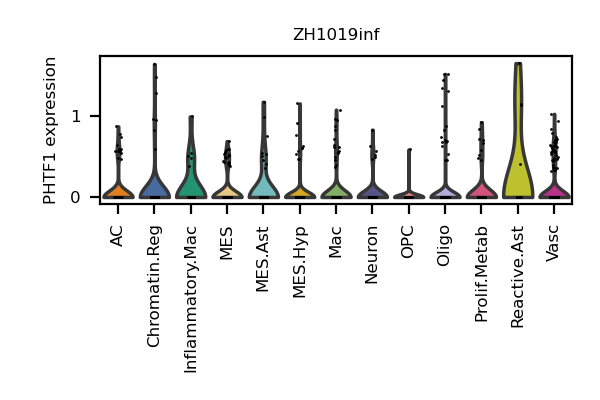 ZH1019inf
PHTF1 expression
1
0
AC
Chromatin.Reg
Inflammatory.Mac
MES
MES.Ast
MES.Hyp
Mac
Neuron
OPC
Oligo
Prolif.Metab
Reactive.Ast
Vasc